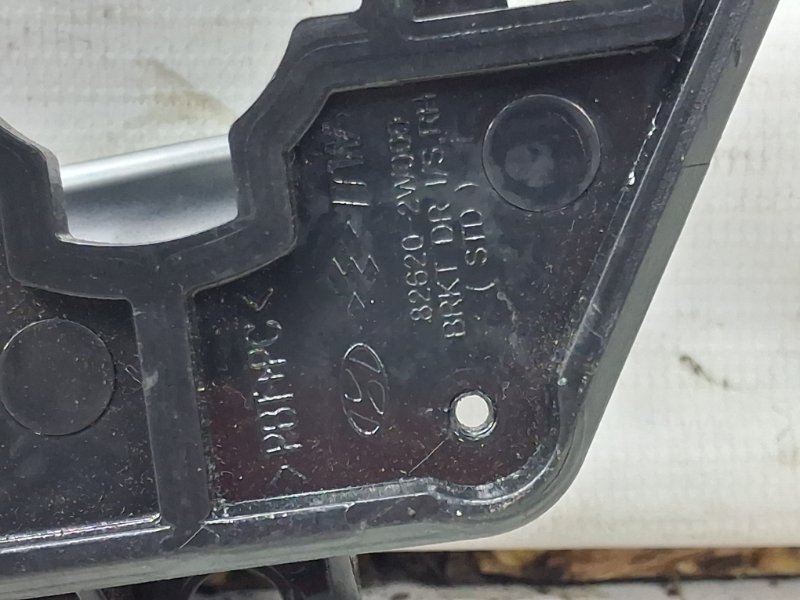 82620-2W000
BRKT DR I/S,RH
( STD )
>PBT+PC<